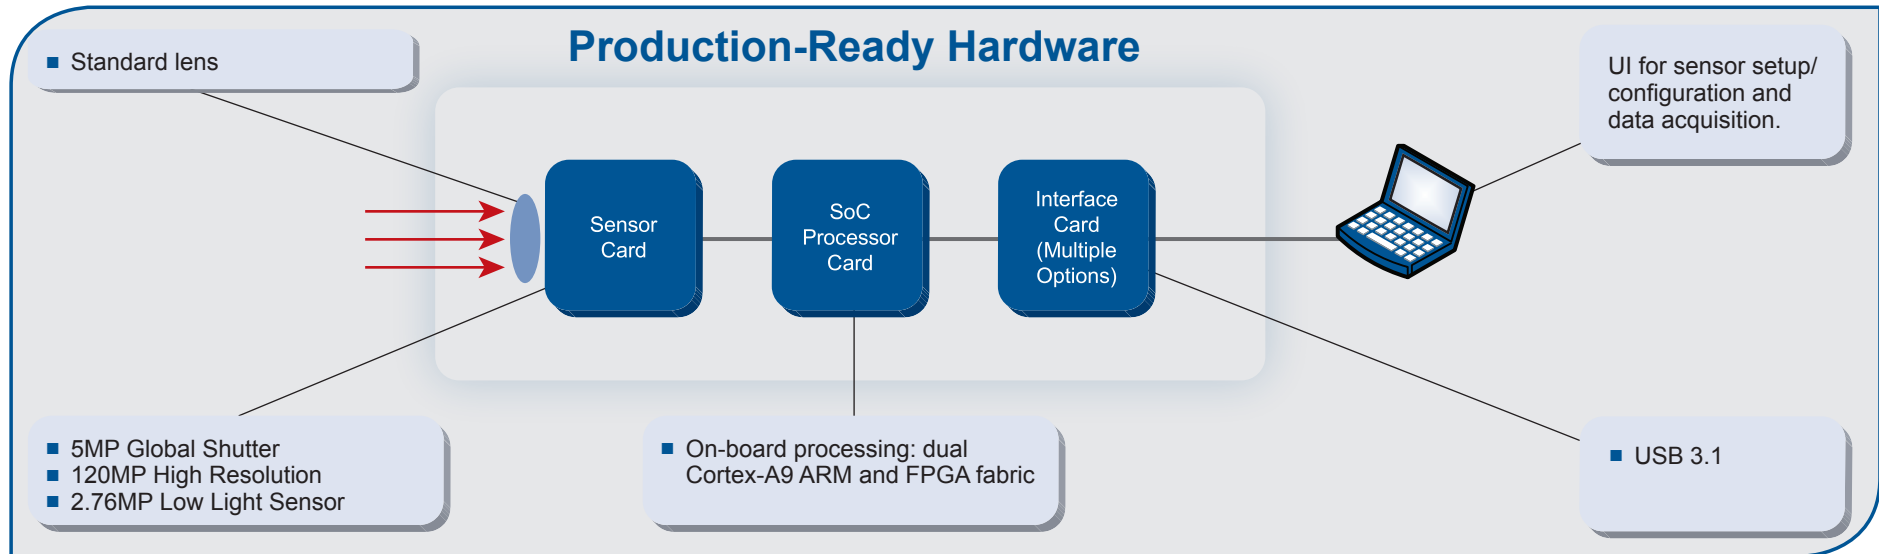 Production-Ready Hardware
■ Standard lens
UI for sensor setup/
configuration and
data acquisition.
Sensor
Card
SoC
Processor
Card
Interface
Card
(Multiple
Options)
■ 5MP Global Shutter
■ 120MP High Resolution
■ 2.76MP Low Light Sensor
■ On-board processing: dual
Cortex-A9 ARM and FPGA fabric
■ USB 3.1